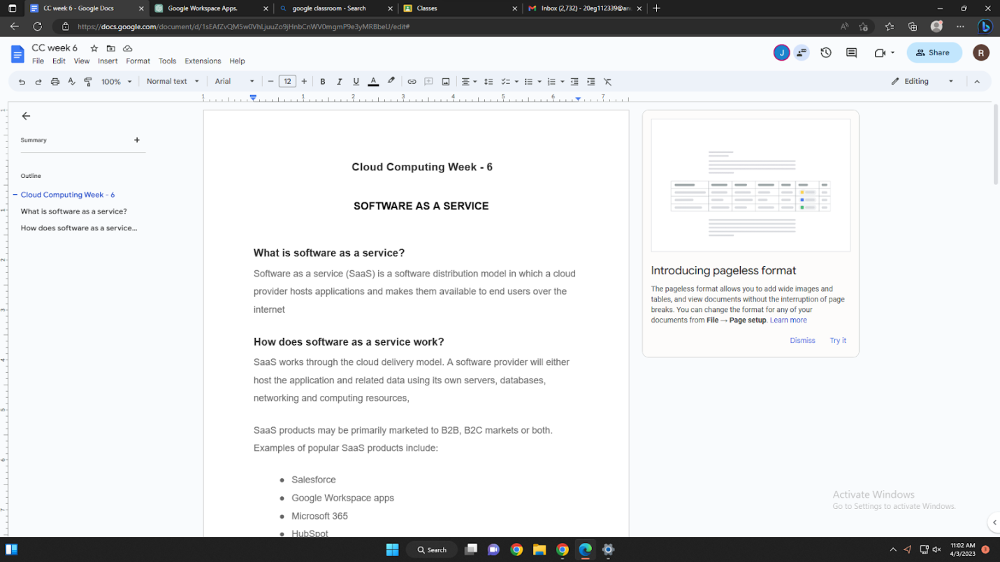 CC week 6 - Google Docs
Google Workspace Apps.
google classroom - Search
Classes
Inbox (2,732) - 20eg112339@an
https://docs.google.com/document/d/1sEAfZvQM5w0VhLjuuZo9jHnbCnWV0mgmP9e3yMRBbeU/edit#
CC week 6
File Edit View Insert Format Tools Extensions Help
J
Share
R
100% Normal text Arial 12 B I U A
Editing
1 1 2 3 4 5 6 7
Summary
Outline
Cloud Computing Week - 6
What is software as a service?
How does software as a service...
Cloud Computing Week - 6
SOFTWARE AS A SERVICE
What is software as a service?
Software as a service (SaaS) is a software distribution model in which a cloud
provider hosts applications and makes them available to end users over the
internet
How does software as a service work?
SaaS works through the cloud delivery model. A software provider will either
host the application and related data using its own servers, databases,
networking and computing resources,
SaaS products may be primarily marketed to B2B, B2C markets or both.
Examples of popular SaaS products include:
● Salesforce
● Google Workspace apps
● Microsoft 365
● HubSpot
Introducing pageless format
The pageless format allows you to add wide images and
tables, and view documents without the interruption of page
breaks. You can change the format for any of your
documents from File → Page setup. Learn more
Dismiss Try it
Activate Windows
Go to Settings to activate Windows.
Search
11:02 AM
4/3/2023
3